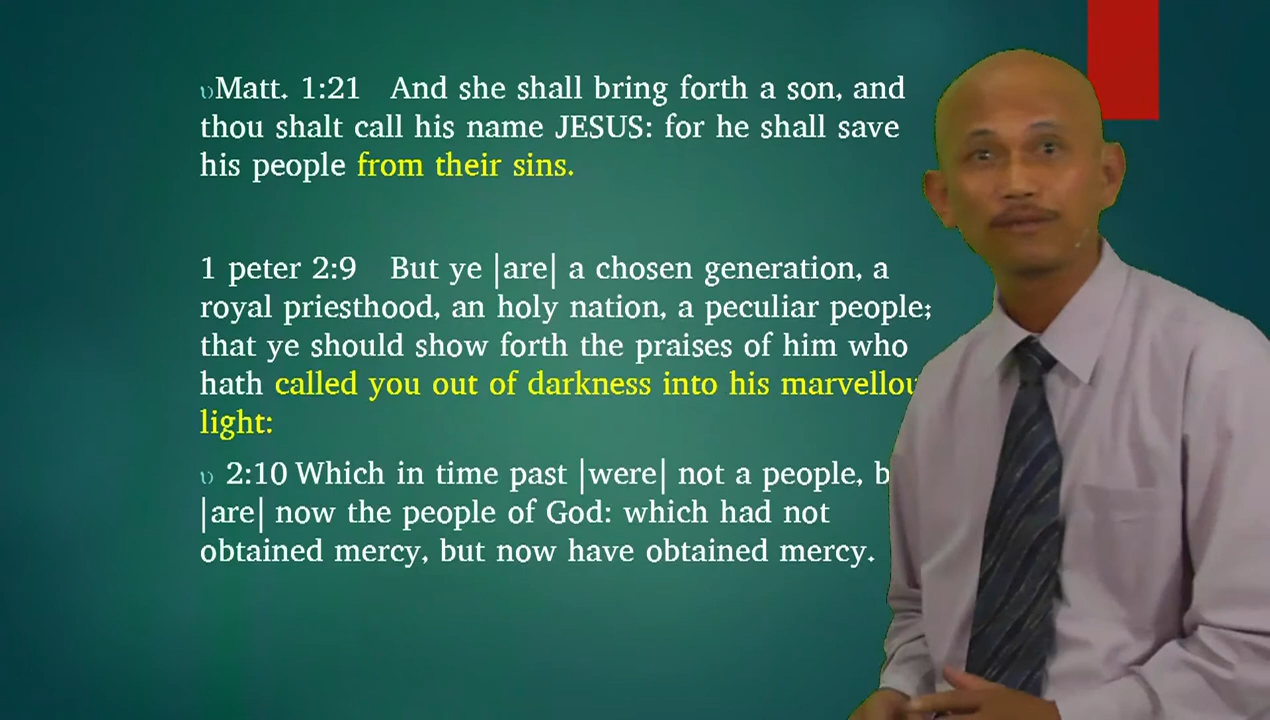 Matt. 1:21 And she shall bring forth a son, and
thou shalt call his name JESUS: for he shall save
his people from their sins.
1 peter 2:9 But ye |are| a chosen generation, a
royal priesthood, an holy nation, a peculiar people;
that ye should show forth the praises of him who
hath called you out of darkness into his marvellou
light:
2:10 Which in time past |were| not a people, b
|are| now the people of God: which had not
obtained mercy, but now have obtained mercy.